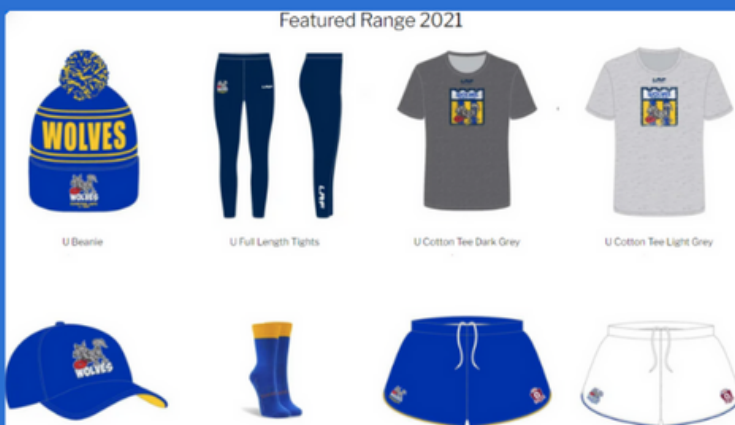 Featured Range 2021
WOLVES
WOLVES
U Beanie
U Full Length Tights
U Cotton Tee Dark Grey
U Cotton Tee Light Grey
WOLVES